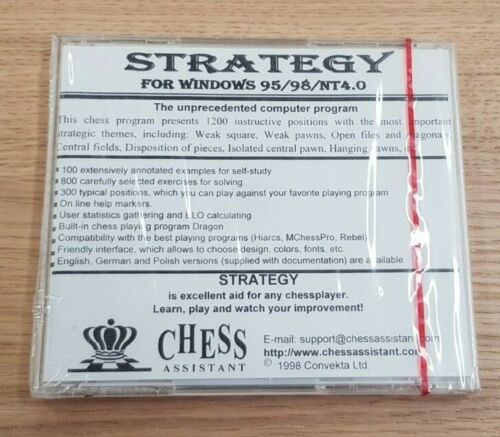 STRATEGY
FOR WINDOWS 95/98/NT4.0
The unprecedented computer program
This chess program presents 1200 instructive positions with the most important
strategic themes, including: Weak square, Weak pawns, Open files and diagonals,
Central fields, Disposition of pieces, Isolated central pawn, Hanging pawns,
100 extensively annotated examples for self-study
800 carefully selected exercises for solving
300 typical positions, which you can play against your favorite playing program
On line help markers.
User statistics gathering and ELO calculating
Built-in chess playing program Dragon
Compatibility with the best playing programs (Hiarcs, MChessPro, Rebel)
Friendly interface, which allows to choose design, colors, fonts, etc.
English, German and Polish versions (supplied with documentation) are available
STRATEGY
is excellent aid for any chessplayer.
Learn, play and watch your improvement!
CHESS
ASSISTANT
E-mail: support@chessassistant.com
http://www.chessassistant.com
© 1998 Convekta Ltd.